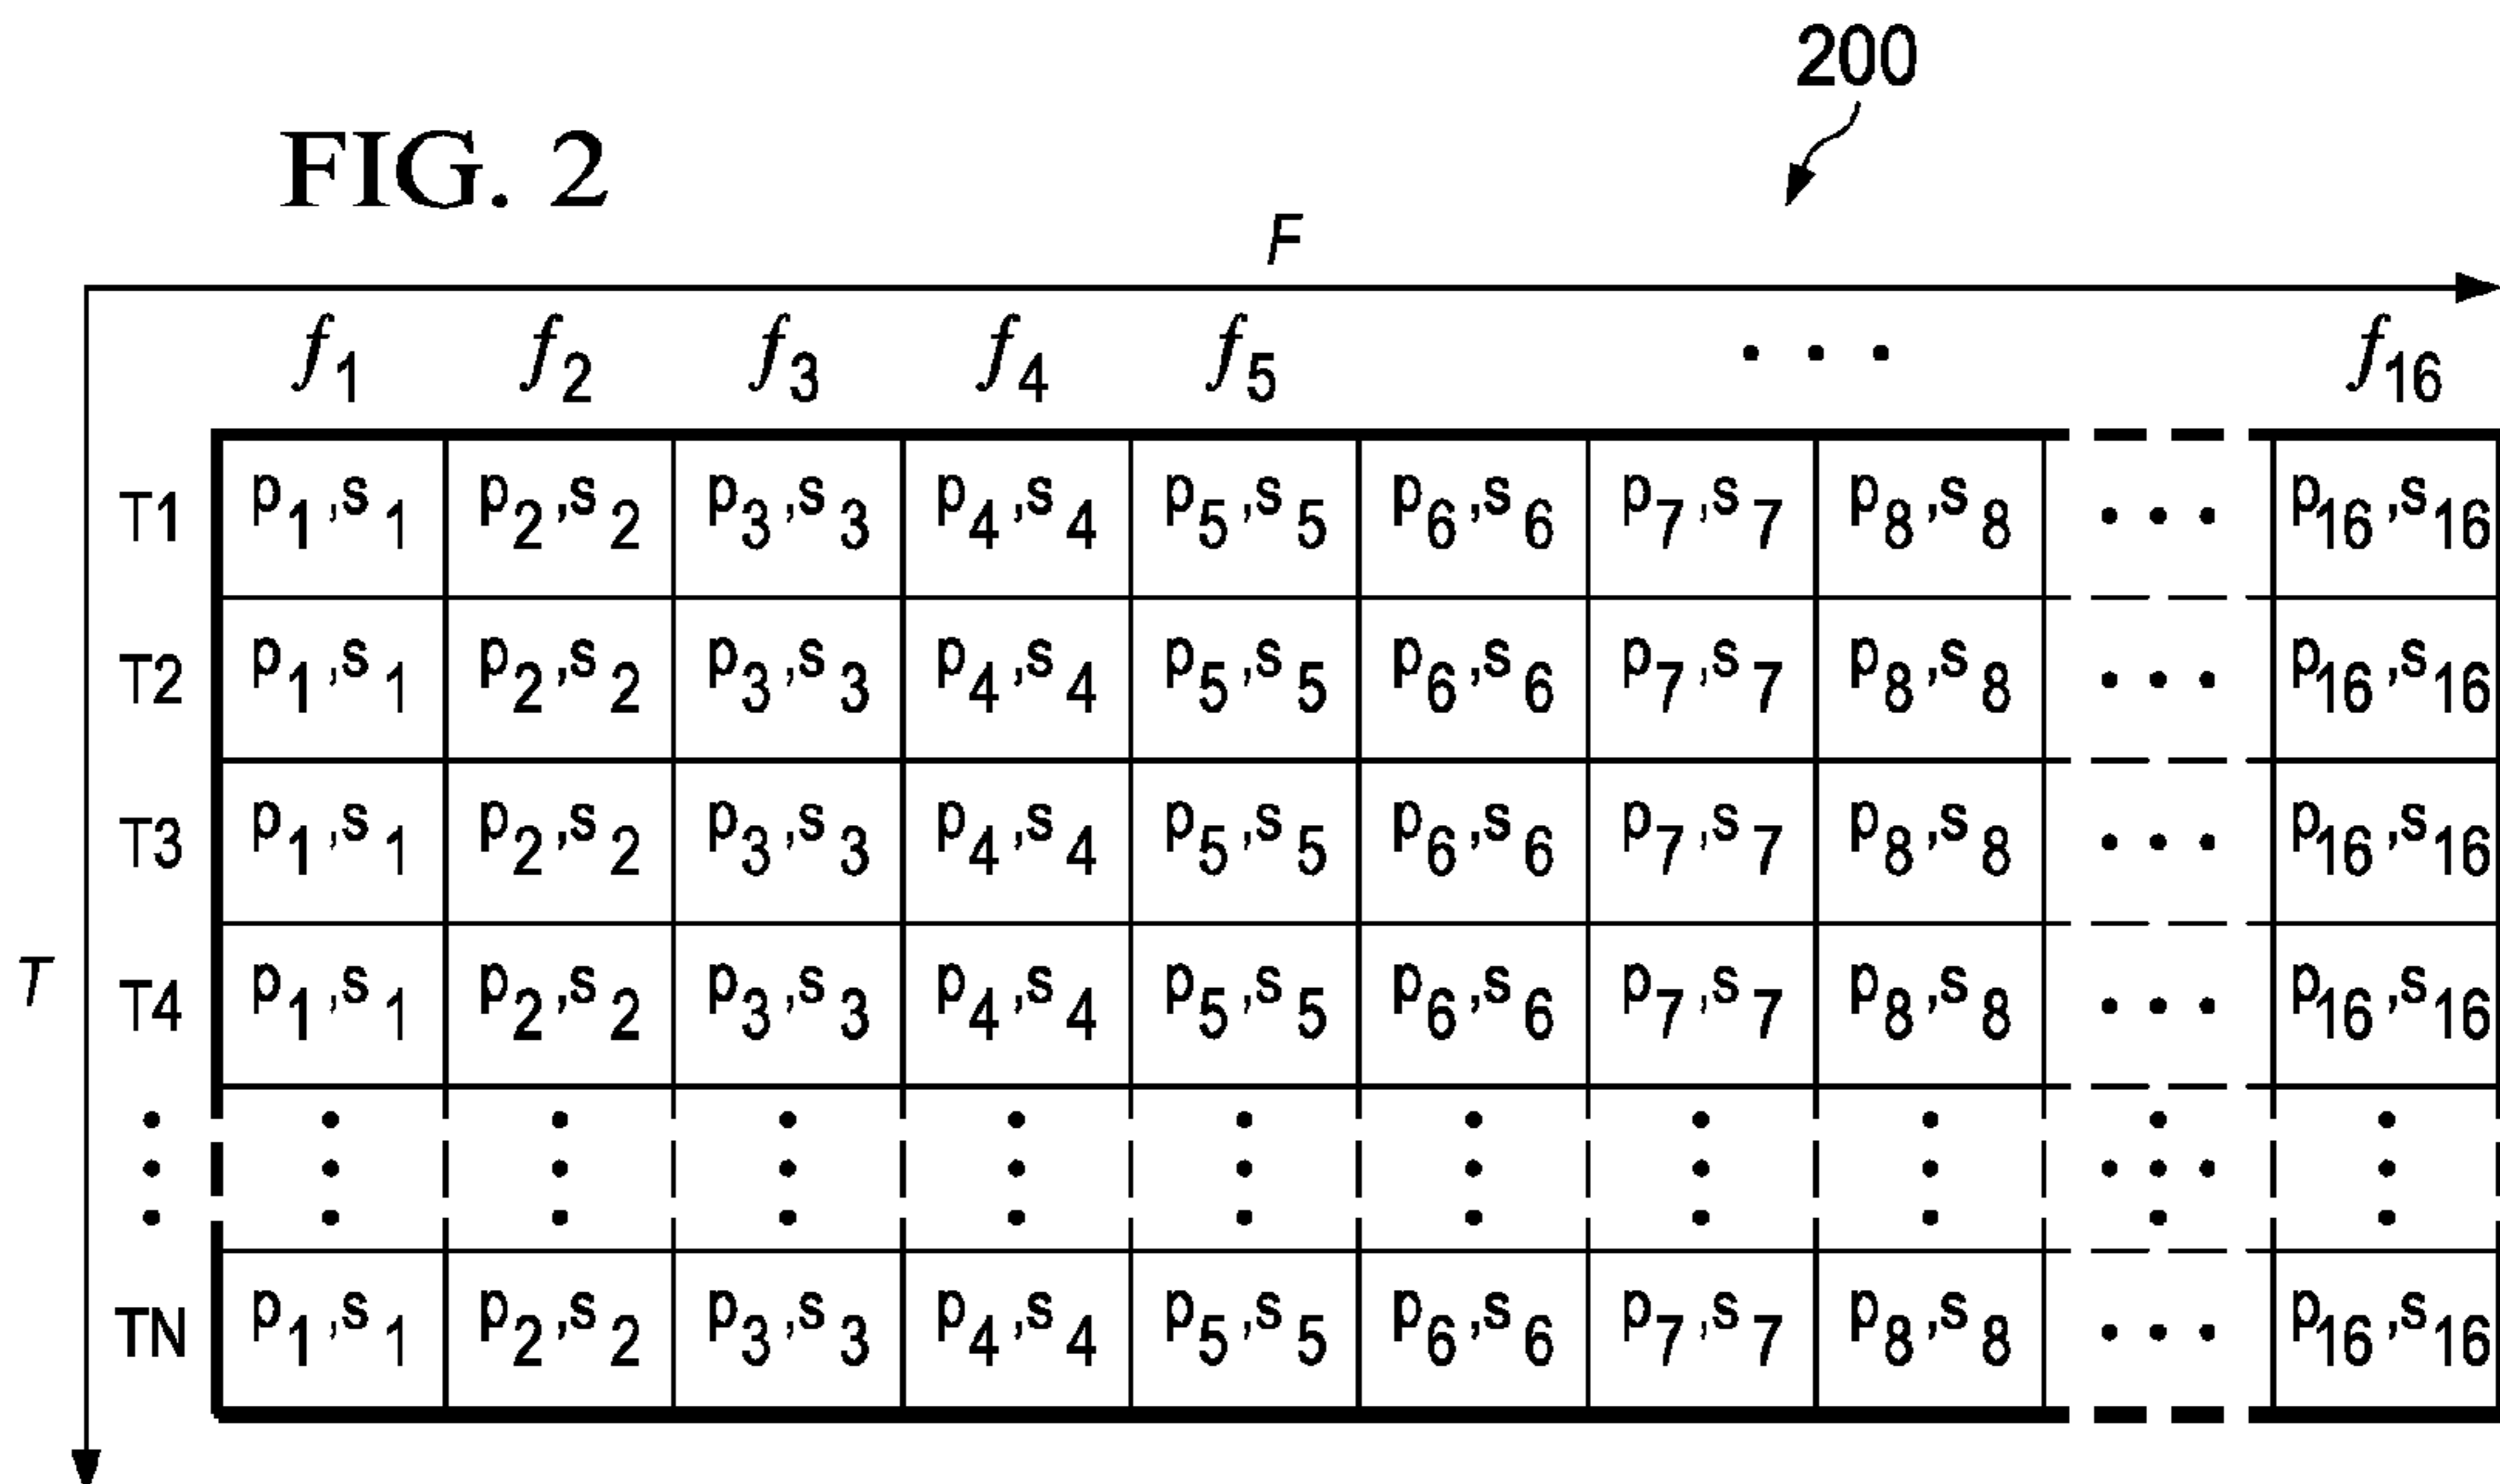 200
FIG. 2
F
f1 f2 f3 f4 f5 • • • f16
T1 p1,s1 p2,s2 p3,s3 p4,s4 p5,s5 p6,s6 p7,s7 p8,s8 • • • p16,s16
T2 p1,s1 p2,s2 p3,s3 p4,s4 p5,s5 p6,s6 p7,s7 p8,s8 • • • p16,s16
T3 p1,s1 p2,s2 p3,s3 p4,s4 p5,s5 p6,s6 p7,s7 p8,s8 • • • p16,s16
T
T4 p1,s1 p2,s2 p3,s3 p4,s4 p5,s5 p6,s6 p7,s7 p8,s8 • • • p16,s16
TN p1,s1 p2,s2 p3,s3 p4,s4 p5,s5 p6,s6 p7,s7 p8,s8 • • • p16,s16